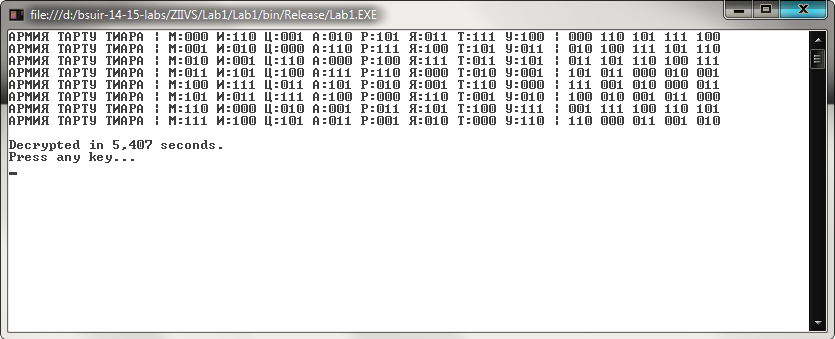 file:///d:/bsuir-14-15-labs/ZIIVS/Lab1/Lab1/bin/Release/Lab1.EXE
АРМИЯ ТАРТУ ТИАРА ¦ М:000 И:110 Ц:001 А:010 Р:101 Я:011 Т:111 У:100 ¦ 000 110 101 111 100
АРМИЯ ТАРТУ ТИАРА ¦ М:001 И:010 Ц:000 А:110 Р:111 Я:100 Т:101 У:011 ¦ 010 100 111 101 110
АРМИЯ ТАРТУ ТИАРА ¦ М:010 И:001 Ц:110 А:000 Р:100 Я:111 Т:011 У:101 ¦ 011 101 110 100 111
АРМИЯ ТАРТУ ТИАРА ¦ М:011 И:101 Ц:100 А:111 Р:110 Я:000 Т:010 У:001 ¦ 101 011 000 010 001
АРМИЯ ТАРТУ ТИАРА ¦ М:100 И:111 Ц:011 А:101 Р:010 Я:001 Т:110 У:000 ¦ 111 001 010 000 011
АРМИЯ ТАРТУ ТИАРА ¦ М:101 И:011 Ц:111 А:100 Р:000 Я:110 Т:001 У:010 ¦ 100 010 001 011 000
АРМИЯ ТАРТУ ТИАРА ¦ М:110 И:000 Ц:010 А:001 Р:011 Я:101 Т:100 У:111 ¦ 001 111 100 110 101
АРМИЯ ТАРТУ ТИАРА ¦ М:111 И:100 Ц:101 А:011 Р:001 Я:010 Т:000 У:110 ¦ 110 000 011 001 010
Decrypted in 5,407 seconds.
Press any key...